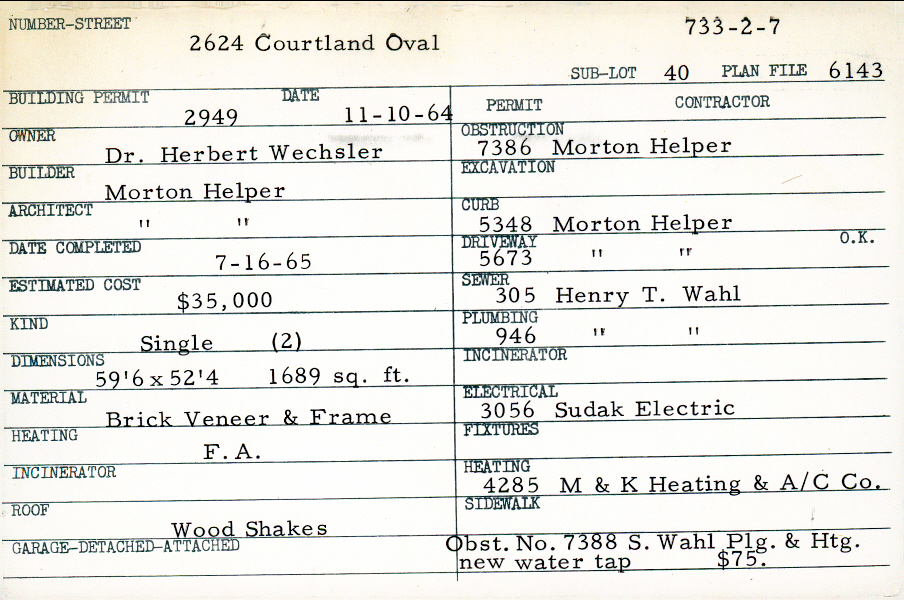 NUMBER-STREET 733-2-7
2624 Courtland Oval
SUB-LOT 40 PLAN FILE 6143
BUILDING PERMIT DATE
2949 11-10-64
OWNER
Dr. Herbert Wechsler
BUILDER
Morton Helper
ARCHITECT
" "
DATE COMPLETED
7-16-65
ESTIMATED COST
$35,000
KIND
Single (2)
DIMENSIONS
59'6 x 52'4 1689 sq. ft.
MATERIAL
Brick Veneer & Frame
HEATING
F.A.
INCINERATOR
ROOF
Wood Shakes
GARAGE-DETACHED-ATTACHED
PERMIT CONTRACTOR
OBSTRUCTION
7386 Morton Helper
EXCAVATION
CURB
5348 Morton Helper
DRIVEWAY O.K.
5673 " "
SEWER
305 Henry T. Wahl
PLUMBING
946 " "
INCINERATOR
ELECTRICAL
3056 Sudak Electric
FIXTURES
HEATING
4285 M & K Heating & A/C Co.
SIDEWALK
Obst. No. 7388 S. Wahl Plg. & Htg.
new water tap $75.